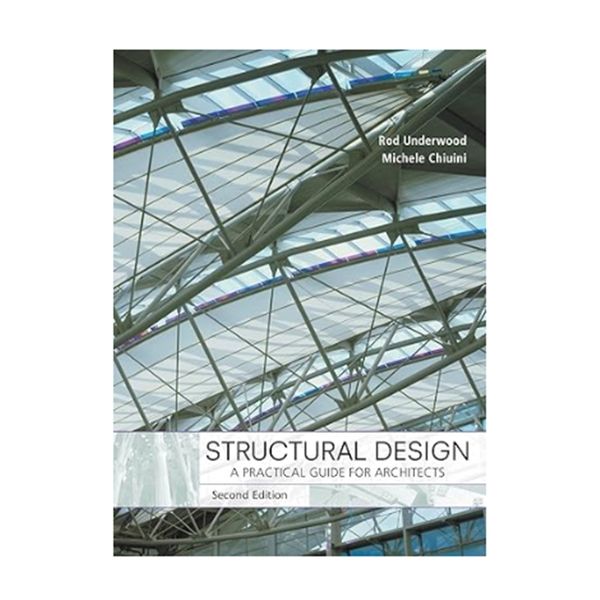 Rod Underwood
Michele Chiuini
STRUCTURAL DESIGN
A PRACTICAL GUIDE FOR ARCHITECTS
Second Edition